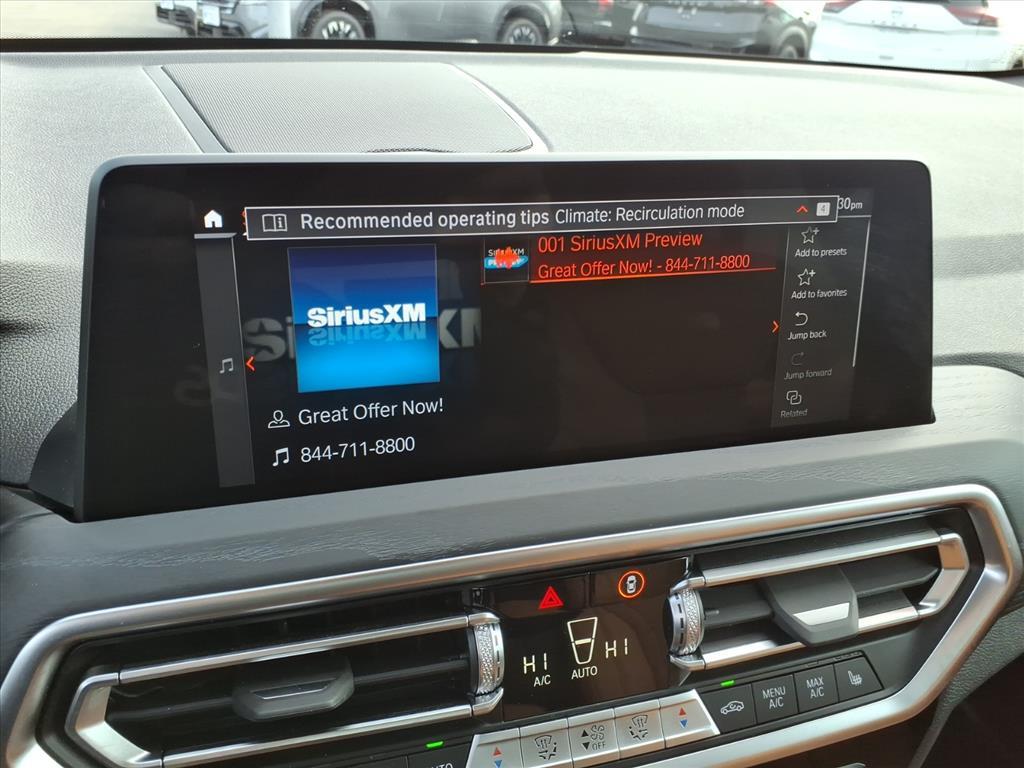 Recommended operating tips Climate: Recirculation mode
4
30pm
SiriusXM
SiriusXM
001 SiriusXM Preview
Great Offer Now! - 844-711-8800
Add to presets
Add to favorites
Jump back
Jump forward
Related
Great Offer Now!
844-711-8800
HI
A/C
AUTO
HI
MENU
A/C
MAX
A/C
OFF
AUTO